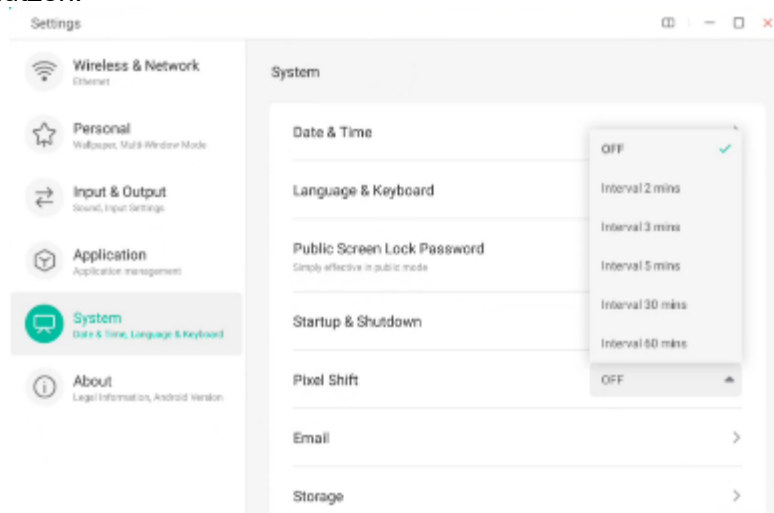 Settings
Wireless & Network
Ethernet
Personal
Wallpaper, Multi-Window Mode
Input & Output
Sound, Input Settings
Application
Application management
System
Date & Time, Language & Keyboard
About
Legal Information, Android Version
System
Date & Time
Language & Keyboard
Public Screen Lock Password
Simply effective in public mode
Startup & Shutdown
Pixel Shift
OFF
Email
Storage
OFF
Interval 2 mins
Interval 3 mins
Interval 5 mins
Interval 30 mins
Interval 60 mins